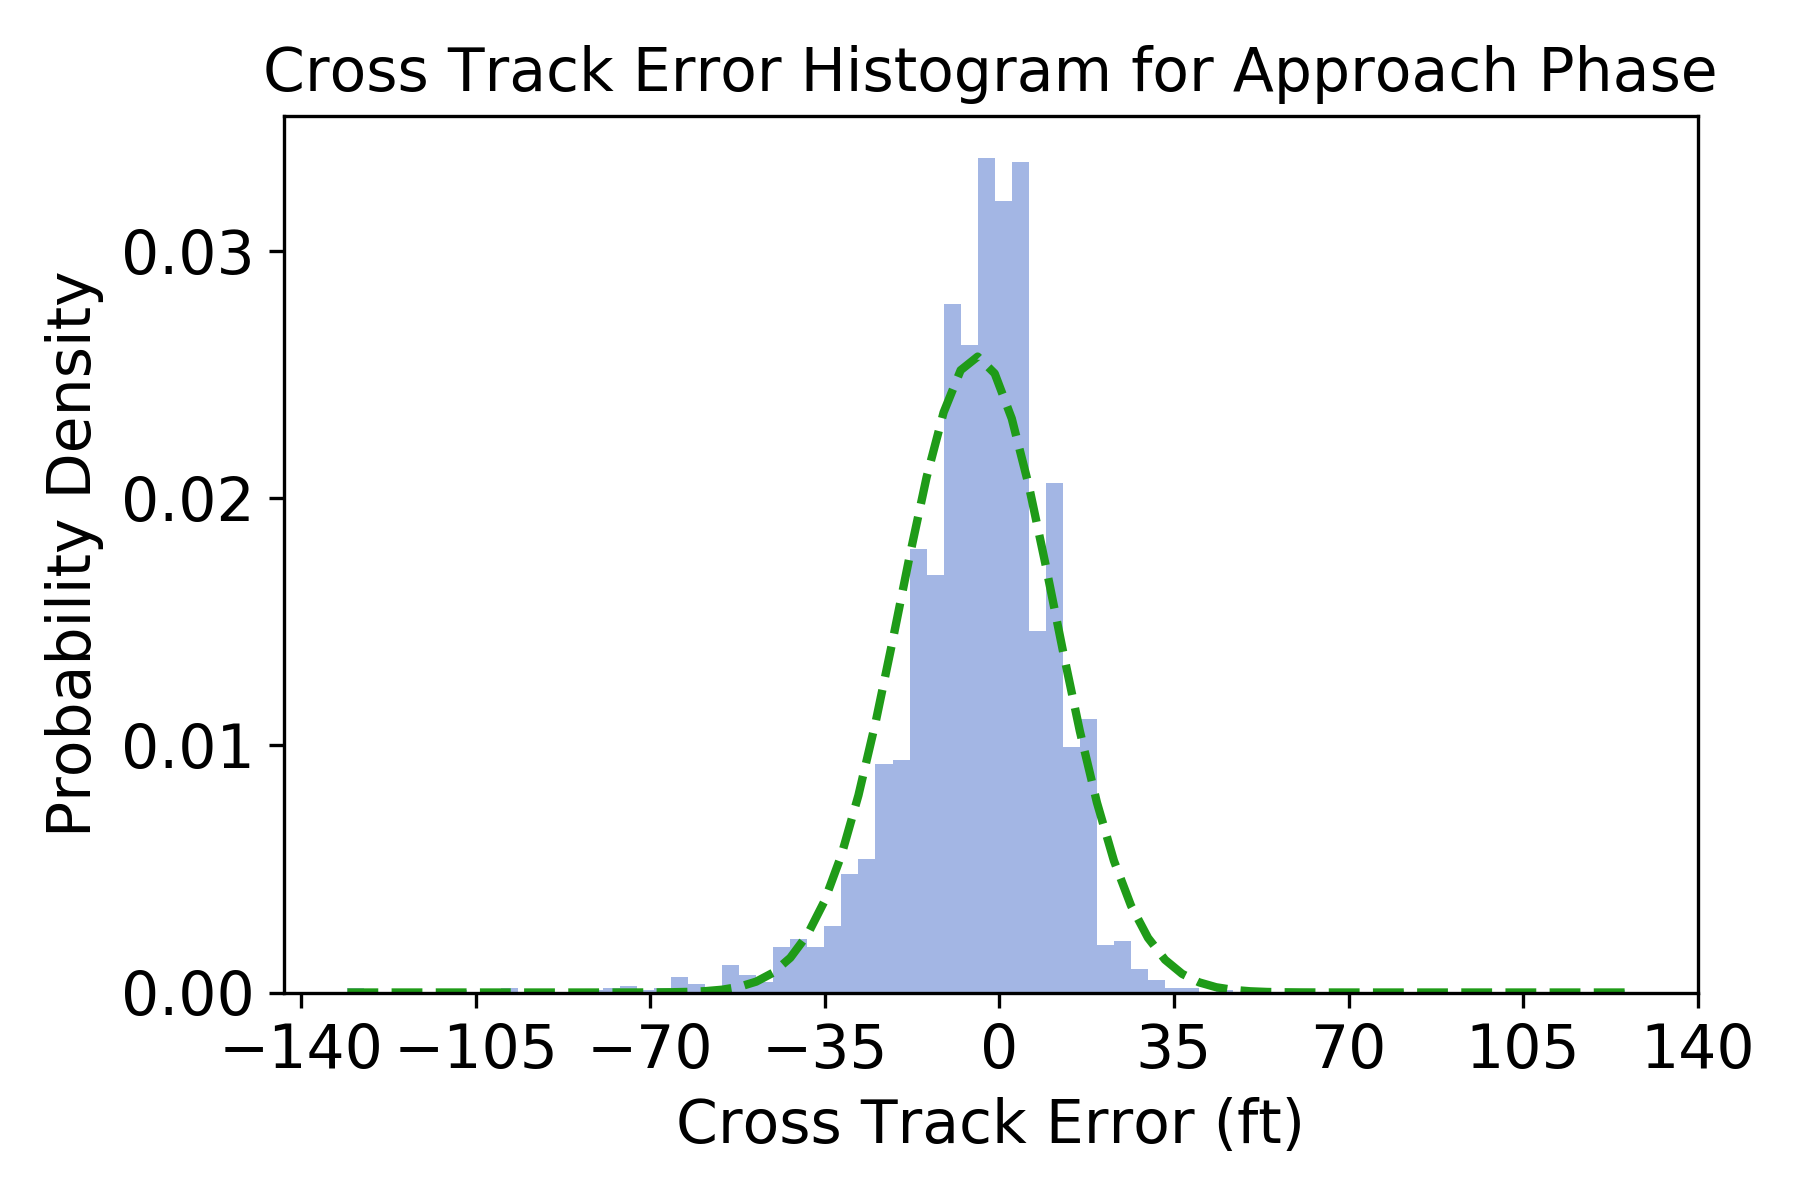 Cross Track Error Histogram for Approach Phase
Probability Density
0.03
0.02
0.01
0.00
−140 −105 −70 −35 0 35 70 105 140
Cross Track Error (ft)